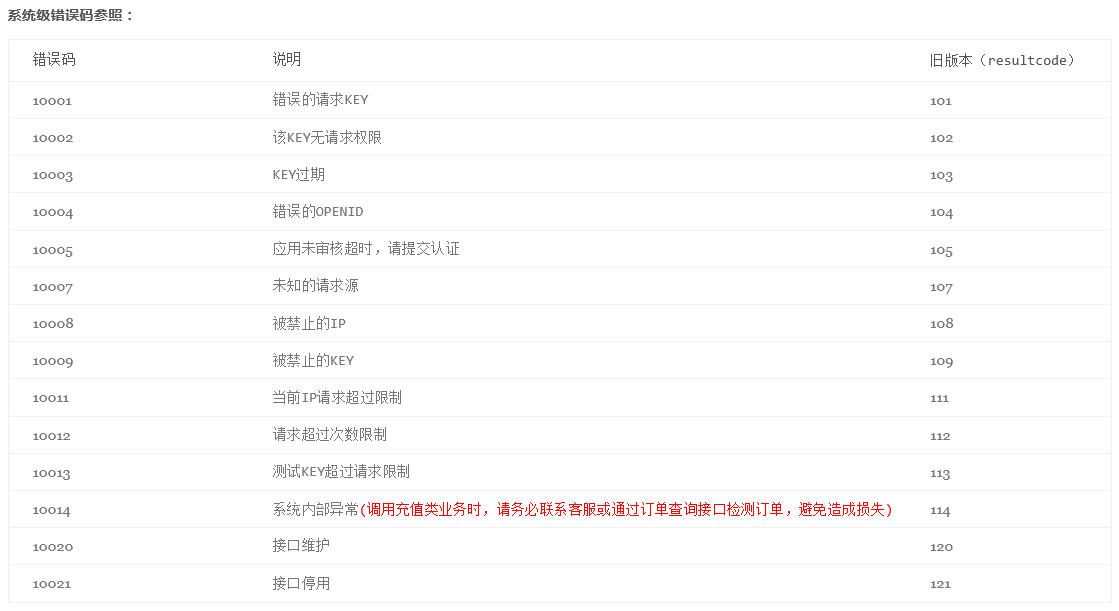 系统级错误码参照：
错误码 说明 旧版本（resultcode）
10001 错误的请求KEY 101
10002 该KEY无请求权限 102
10003 KEY过期 103
10004 错误的OPENID 104
10005 应用未审核超时，请提交认证 105
10007 未知的请求源 107
10008 被禁止的IP 108
10009 被禁止的KEY 109
10011 当前IP请求超过限制 111
10012 请求超过次数限制 112
10013 测试KEY超过请求限制 113
10014 系统内部异常(调用充值类业务时，请务必联系客服或通过订单查询接口检测订单，避免造成损失) 114
10020 接口维护 120
10021 接口停用 121